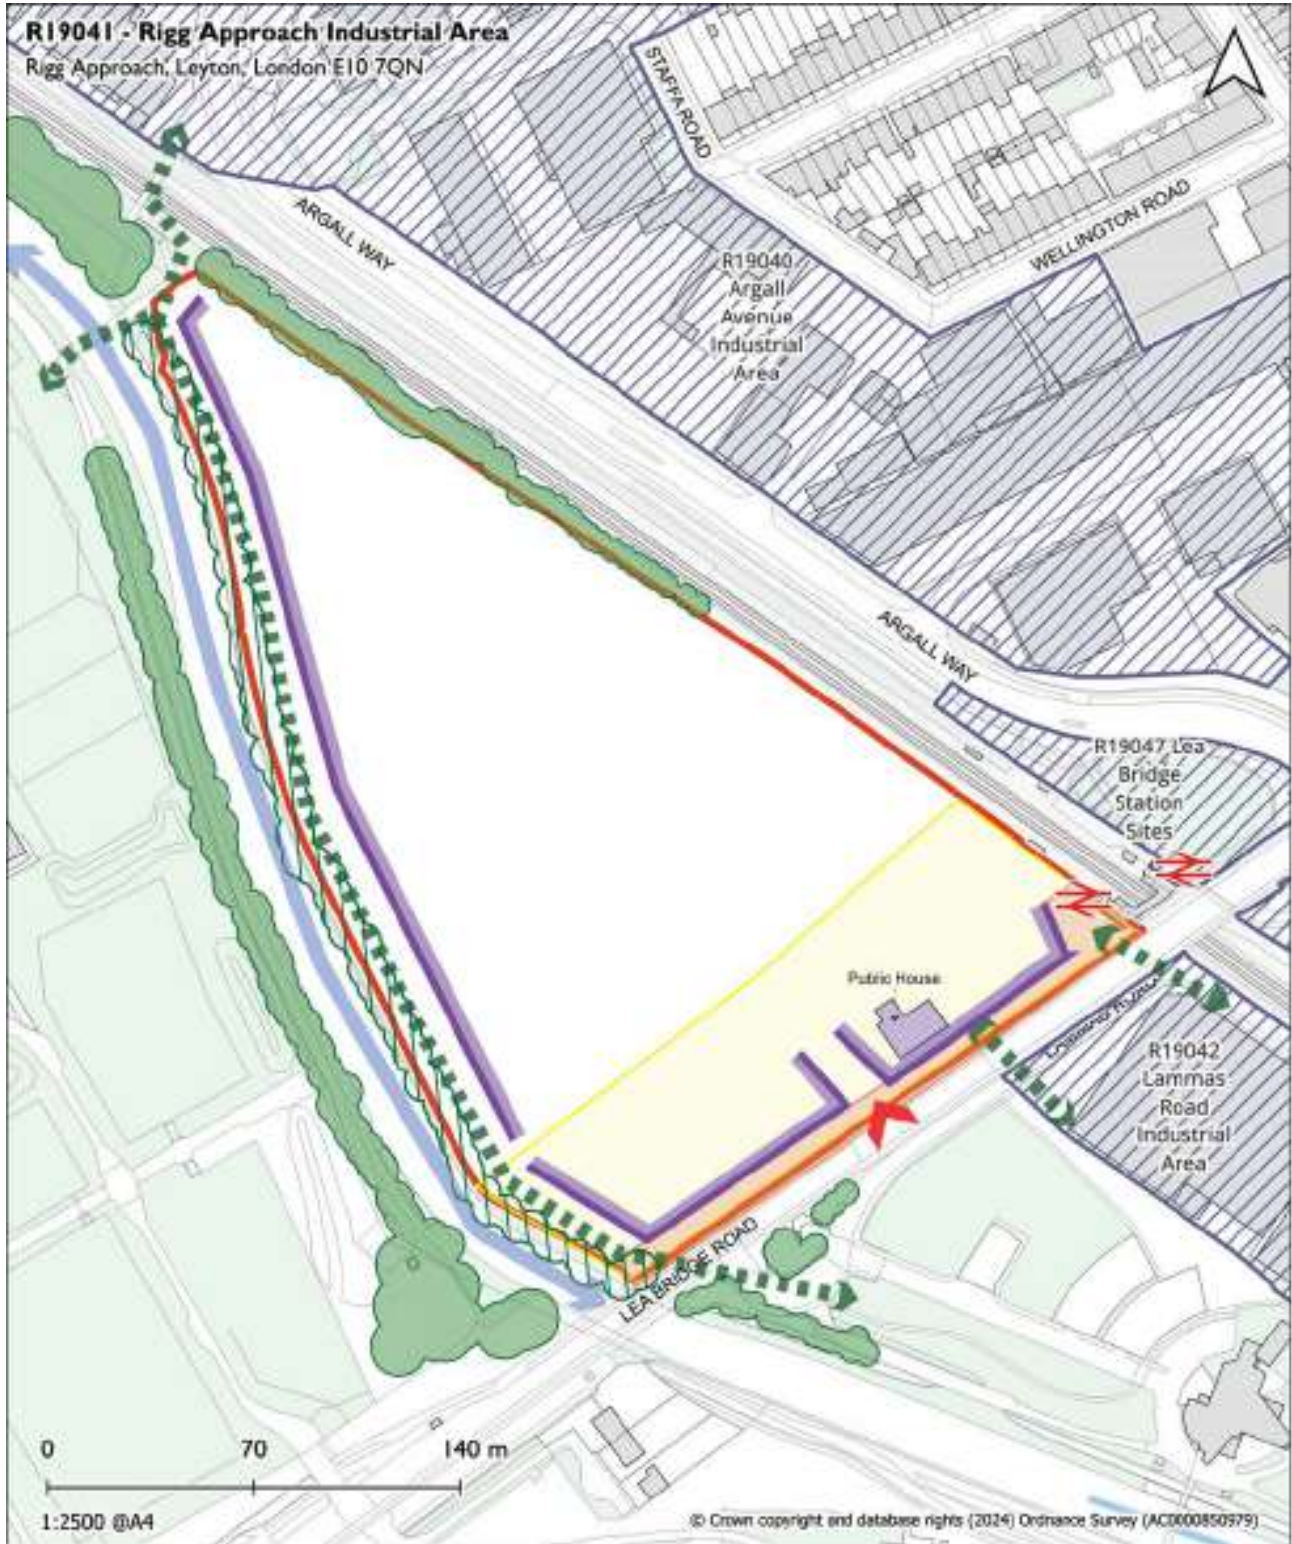 R19041 - Rigg Approach Industrial Area
Rigg Approach, Leyton, London E10 7QN
STAFFA ROAD
ARGALL WAY
WELLINGTON ROAD
R19040
Argall
Avenue
Industrial
Area
ARGALL WAY
R19047 Lea
Bridge
Station
Sites
Public House
R19042
Lammas
Road
Industrial
Area
LEA BRIDGE ROAD
0 70 140 m
1:2500 @A4
© Crown copyright and database rights (2024) Ordnance Survey (AC0000850979)